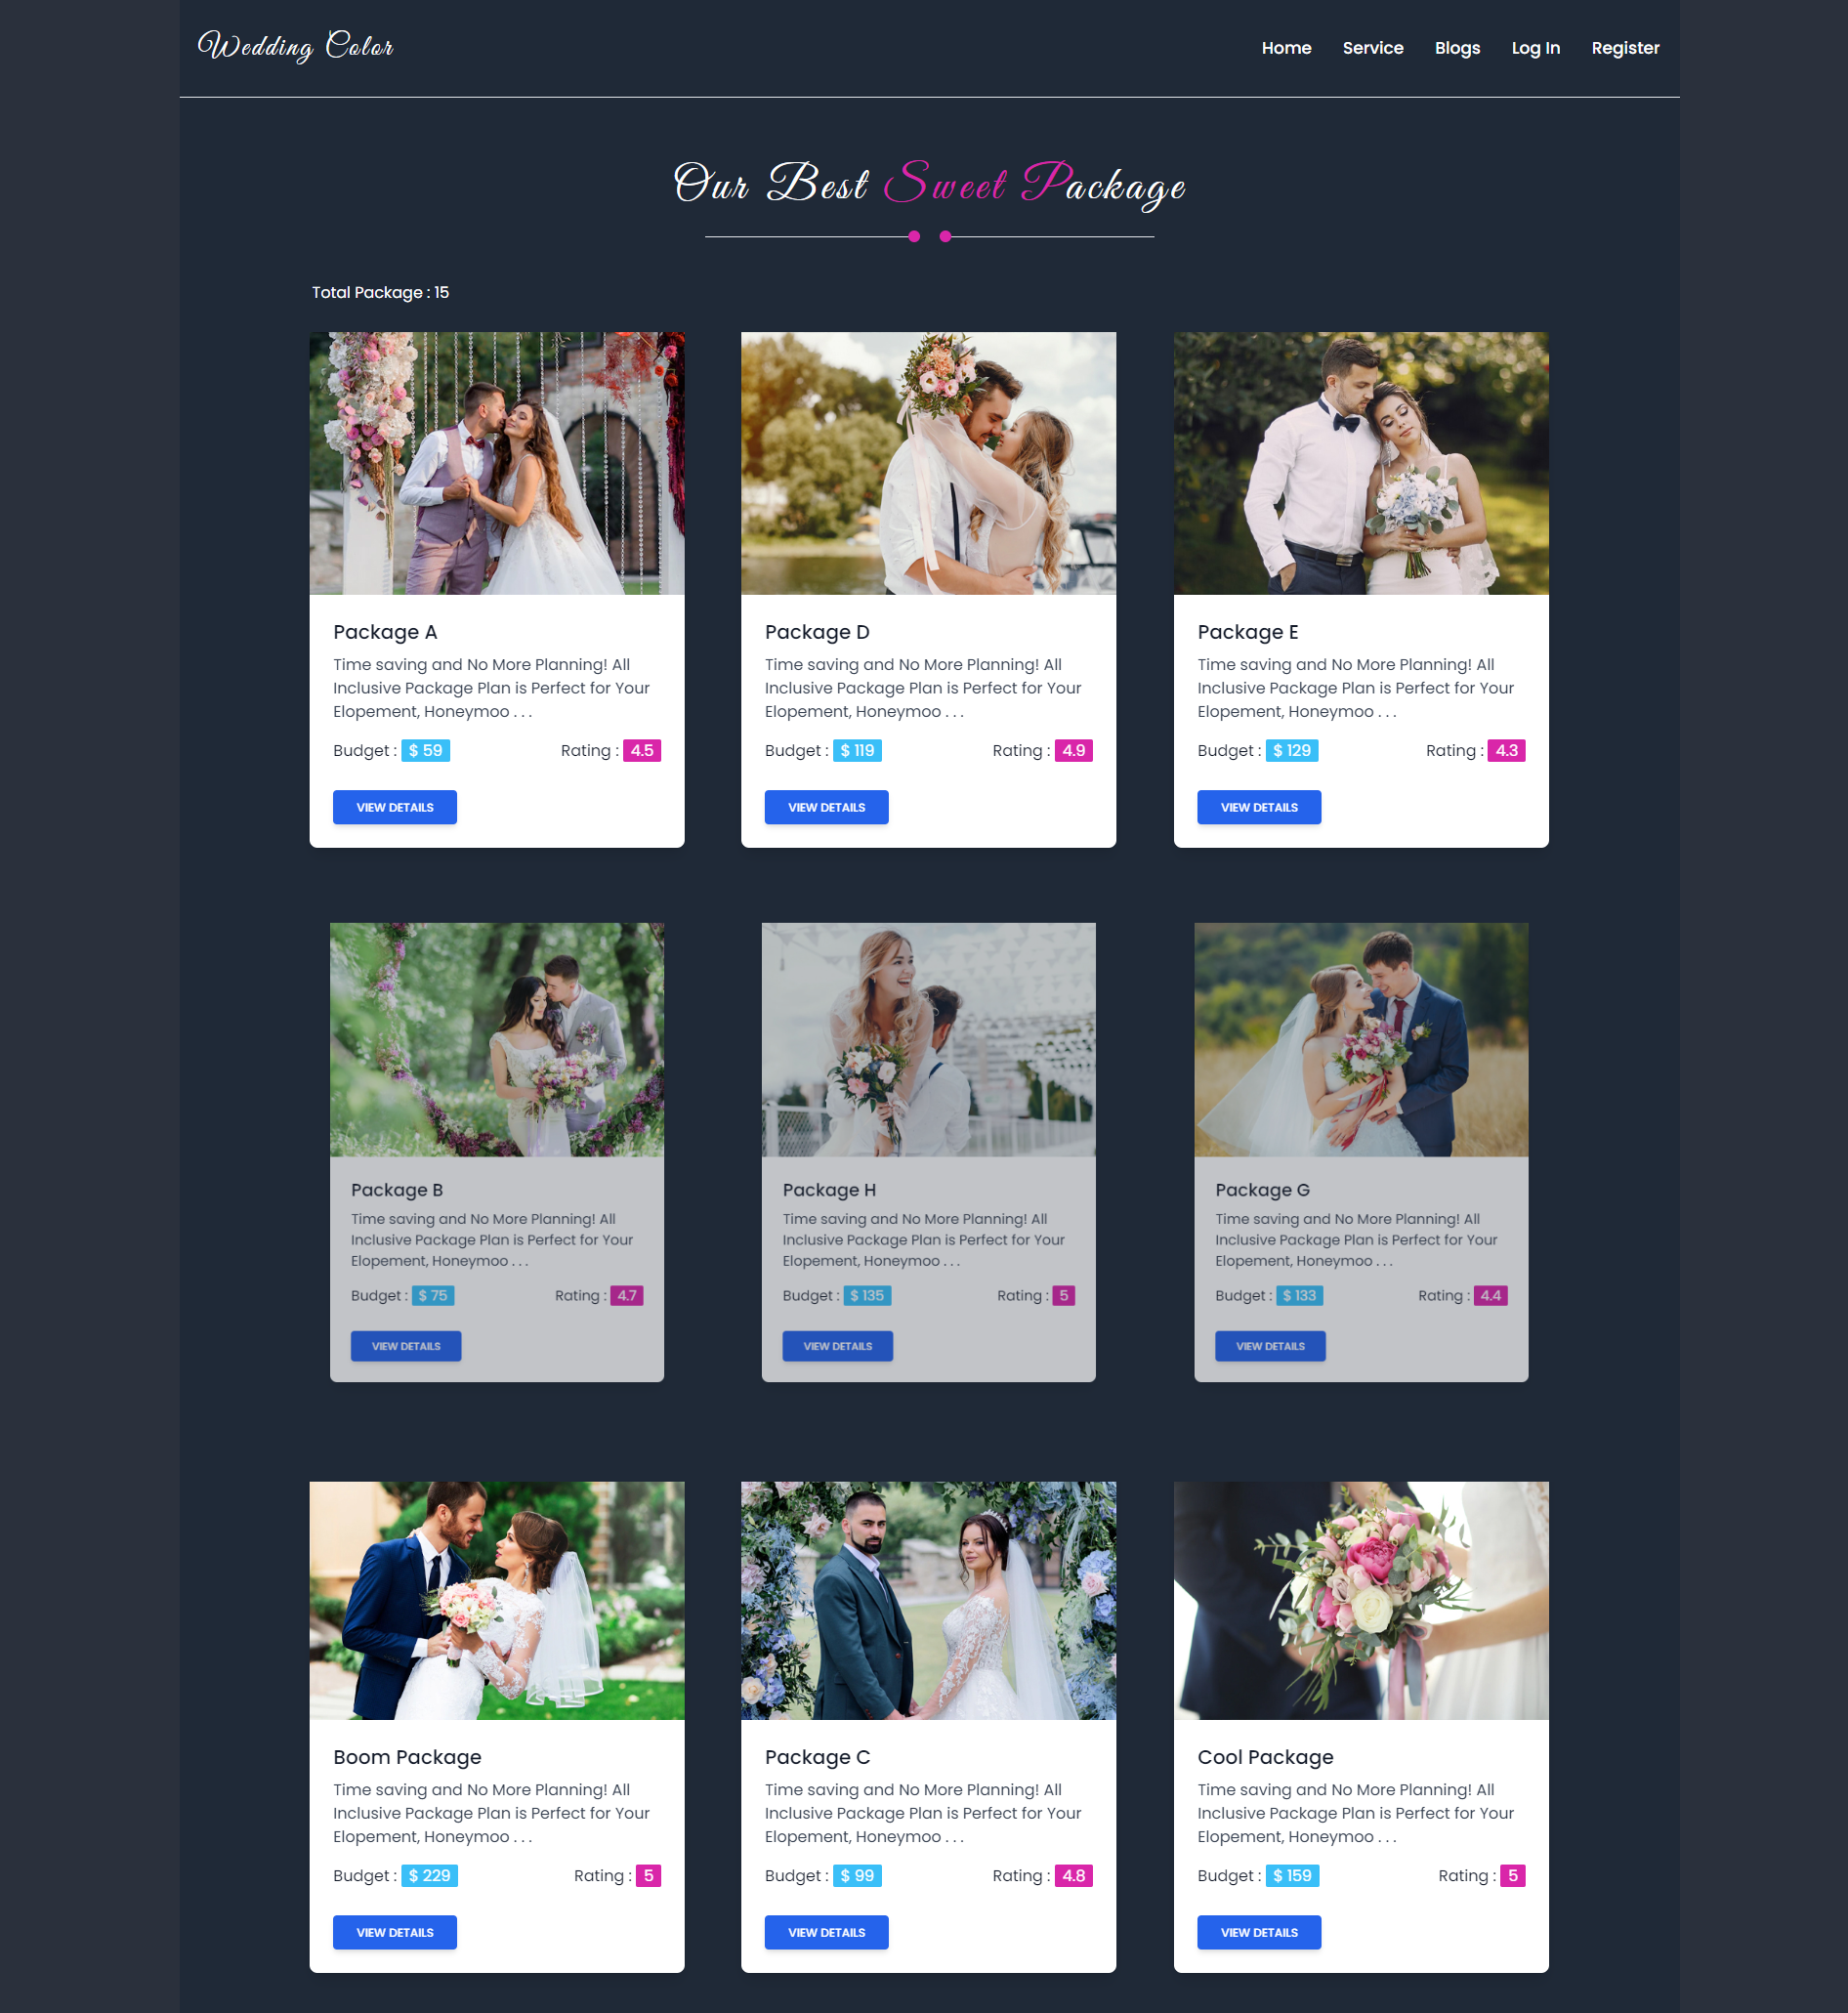 Wedding Color
Home Service Blogs Log In Register
Our Best Sweet Package
Total Package : 15
Package A
Time saving and No More Planning! All
Inclusive Package Plan is Perfect for Your
Elopement, Honeymoo . . .
Budget : $ 59 Rating : 4.5
VIEW DETAILS
Package D
Time saving and No More Planning! All
Inclusive Package Plan is Perfect for Your
Elopement, Honeymoo . . .
Budget : $ 119 Rating : 4.9
VIEW DETAILS
Package E
Time saving and No More Planning! All
Inclusive Package Plan is Perfect for Your
Elopement, Honeymoo . . .
Budget : $ 129 Rating : 4.3
VIEW DETAILS
Package B
Time saving and No More Planning! All
Inclusive Package Plan is Perfect for Your
Elopement, Honeymoo . . .
Budget : $ 75 Rating : 4.7
VIEW DETAILS
Package H
Time saving and No More Planning! All
Inclusive Package Plan is Perfect for Your
Elopement, Honeymoo . . .
Budget : $ 135 Rating : 5
VIEW DETAILS
Package G
Time saving and No More Planning! All
Inclusive Package Plan is Perfect for Your
Elopement, Honeymoo . . .
Budget : $ 133 Rating : 4.4
VIEW DETAILS
Boom Package
Time saving and No More Planning! All
Inclusive Package Plan is Perfect for Your
Elopement, Honeymoo . . .
Budget : $ 229 Rating : 5
VIEW DETAILS
Package C
Time saving and No More Planning! All
Inclusive Package Plan is Perfect for Your
Elopement, Honeymoo . . .
Budget : $ 99 Rating : 4.8
VIEW DETAILS
Cool Package
Time saving and No More Planning! All
Inclusive Package Plan is Perfect for Your
Elopement, Honeymoo . . .
Budget : $ 159 Rating : 5
VIEW DETAILS